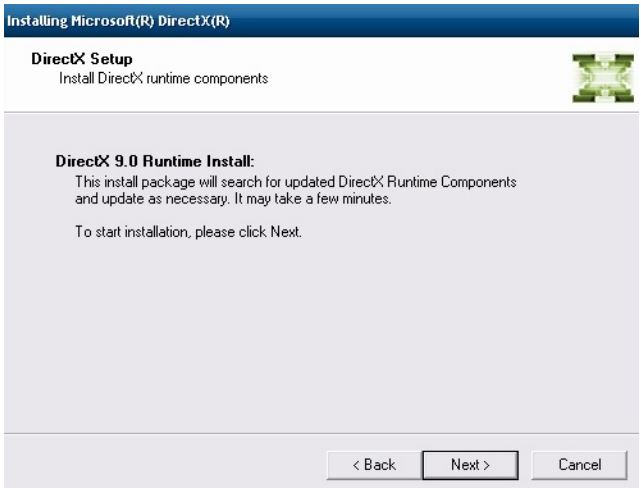 Installing Microsoft(R) DirectX(R)
DirectX Setup
Install DirectX runtime components
DirectX 9.0 Runtime Install:
This install package will search for updated DirectX Runtime Components
and update as necessary. It may take a few minutes.
To start installation, please click Next.
< Back
Next >
Cancel